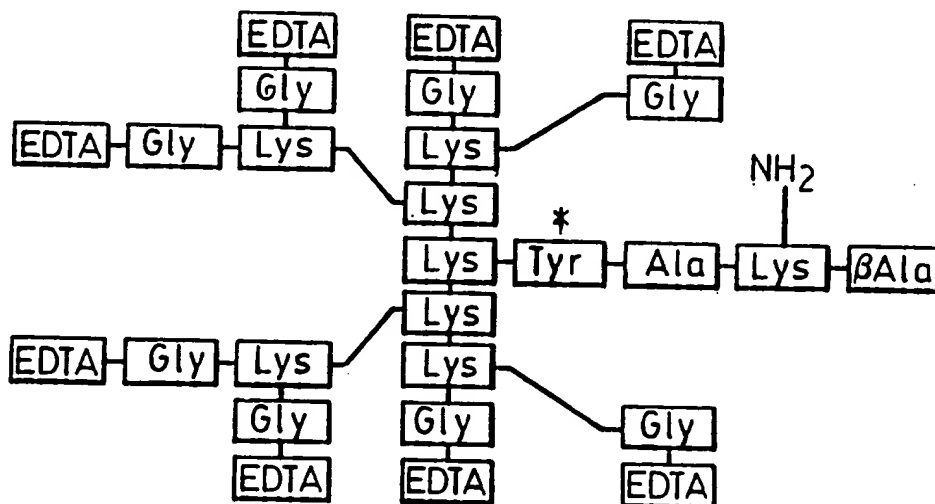 EDTA EDTA EDTA
Gly Gly Gly
EDTA Gly Lys Lys NH2
Lys *
Lys Tyr Ala Lys βAla
Lys
EDTA Gly Lys Lys
Gly Gly Gly
EDTA EDTA EDTA